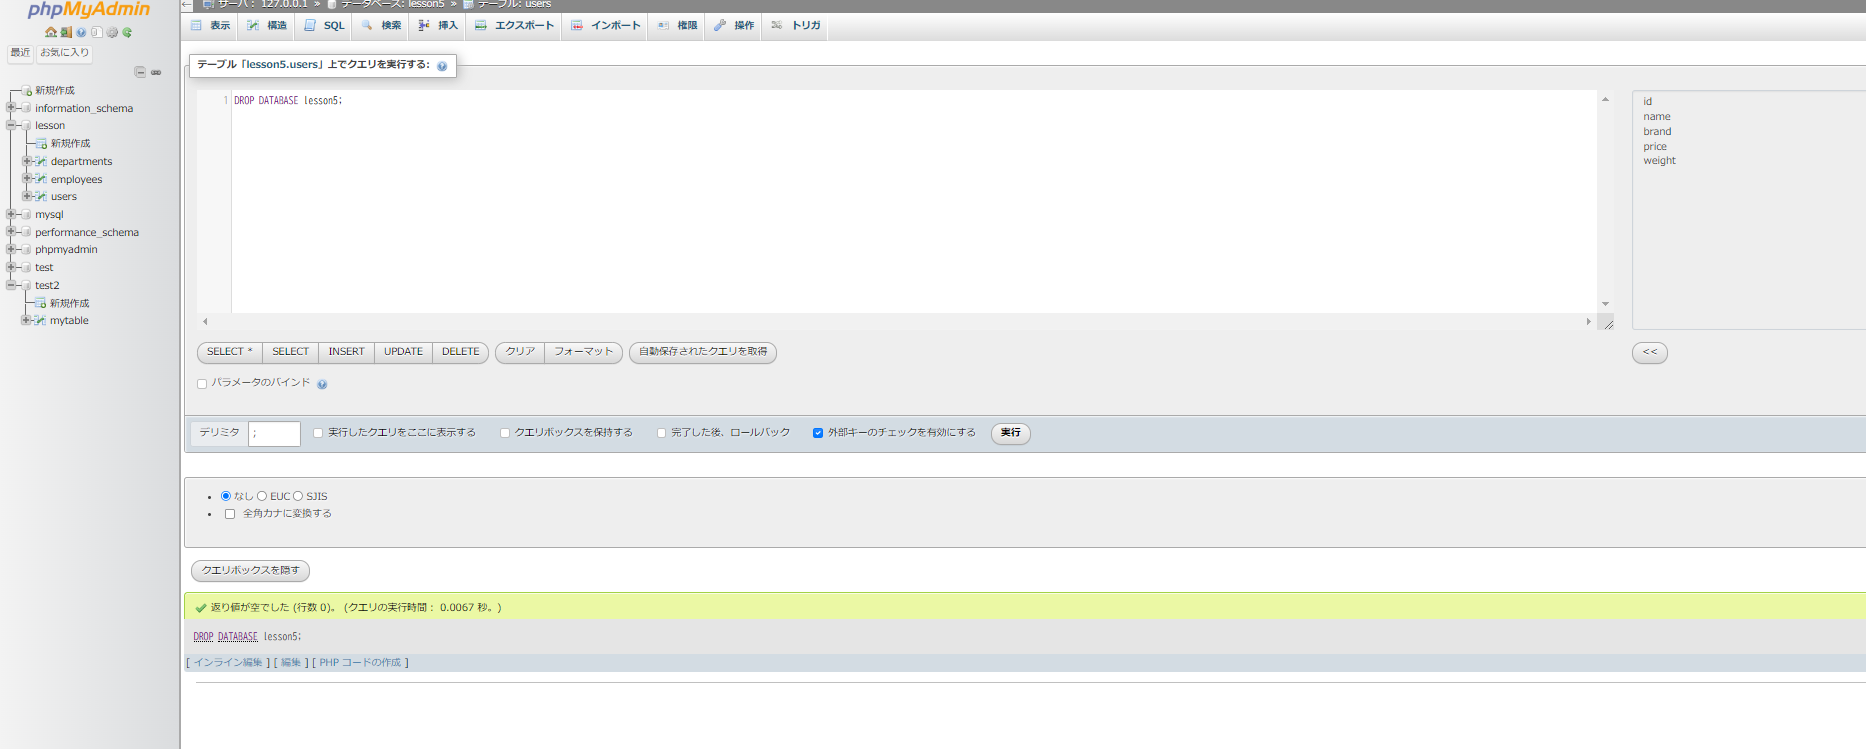 phpMyAdmin
最近 お気に入り
新規作成
information_schema
lesson
新規作成
departments
employees
users
mysql
performance_schema
phpmyadmin
test
test2
新規作成
mytable
サーバ: 127.0.0.1 » データベース: lesson5 » テーブル: users
表示 構造 SQL 検索 挿入 エクスポート インポート 権限 操作 トリガ
テーブル「lesson5.users」上でクエリを実行する:
1 DROP DATABASE lesson5;
id
name
brand
price
weight
SELECT * SELECT INSERT UPDATE DELETE クリア フォーマット 自動保存されたクエリを取得 <<
パラメータのバインド
デリミタ ; 実行したクエリをここに表示する クエリボックスを保持する 完了した後、ロールバック 外部キーのチェックを有効にする 実行
なし EUC SJIS
全角カナに変換する
クエリボックスを隠す
返り値が空でした (行数 0)。 (クエリの実行時間: 0.0067 秒。)
DROP DATABASE lesson5;
[ インライン編集 ] [ 編集 ] [ PHP コードの作成 ]